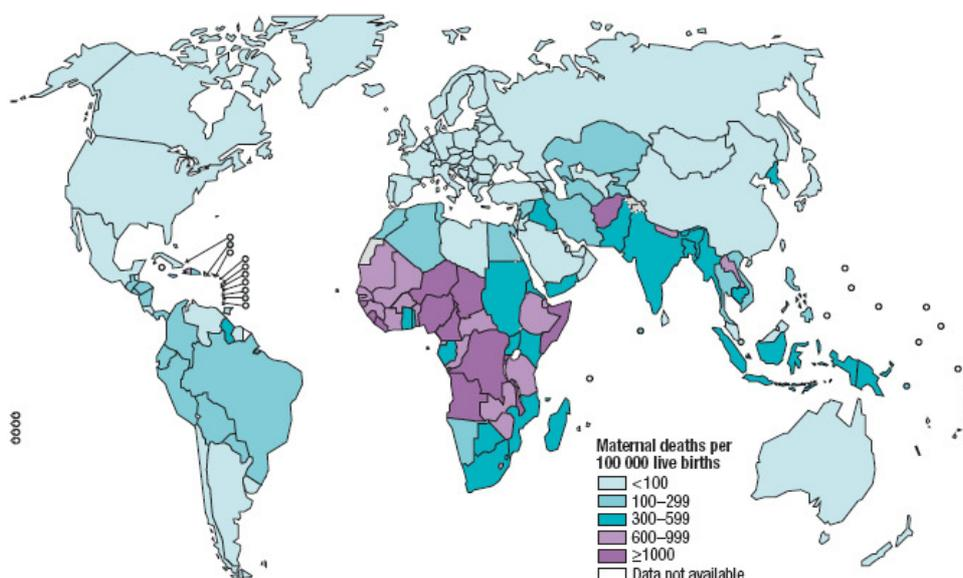 Maternal deaths per
100 000 live births
<100
100–299
300–599
600–999
≥1000
Data not available